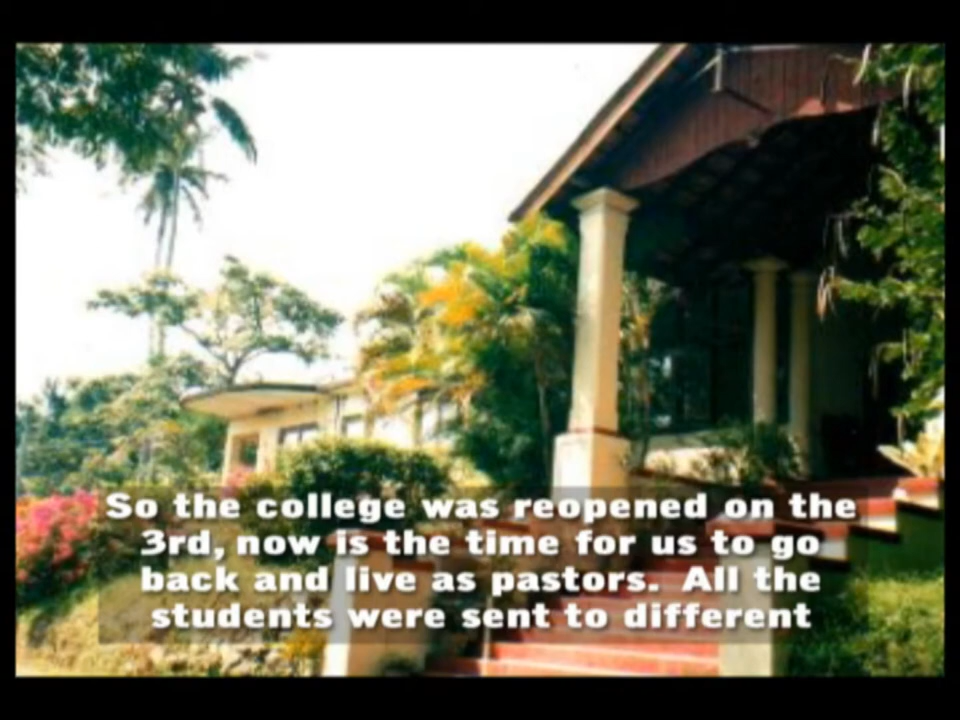 So the college was reopened on the
3rd, now is the time for us to go
back and live as pastors.  All the
students were sent to different